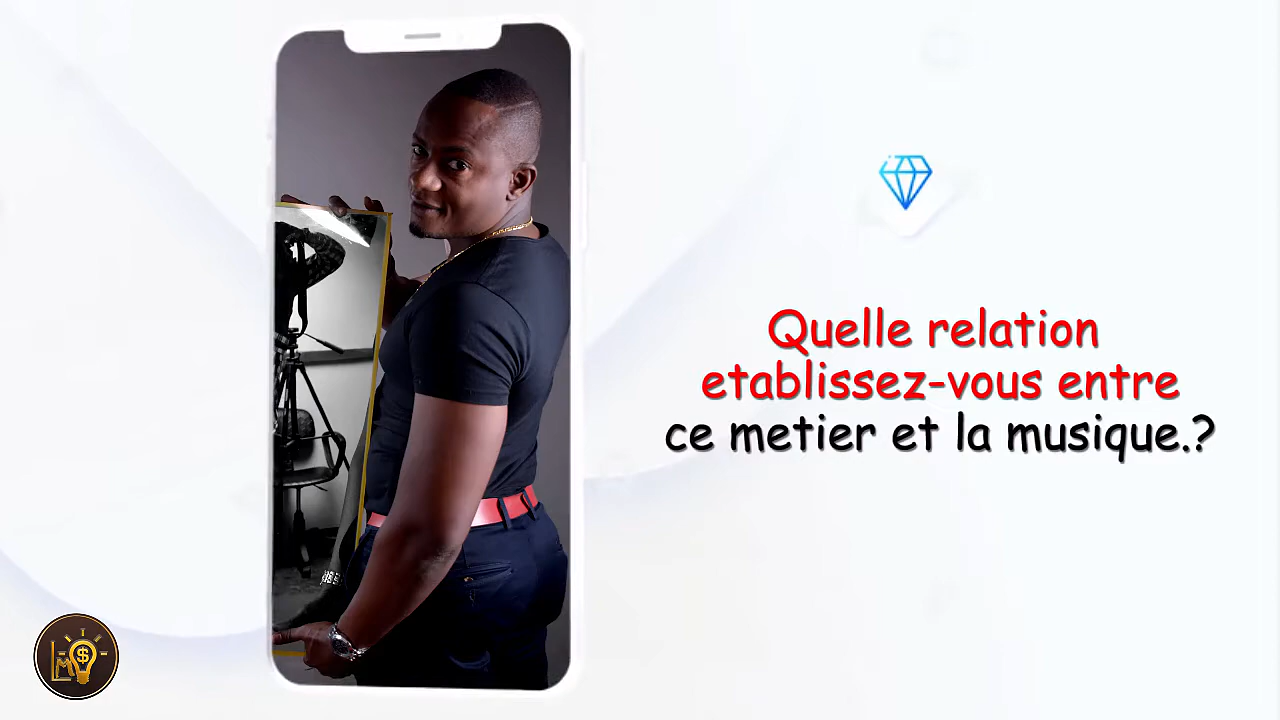 Quelle relation
etablissez-vous entre
ce metier et la musique.?